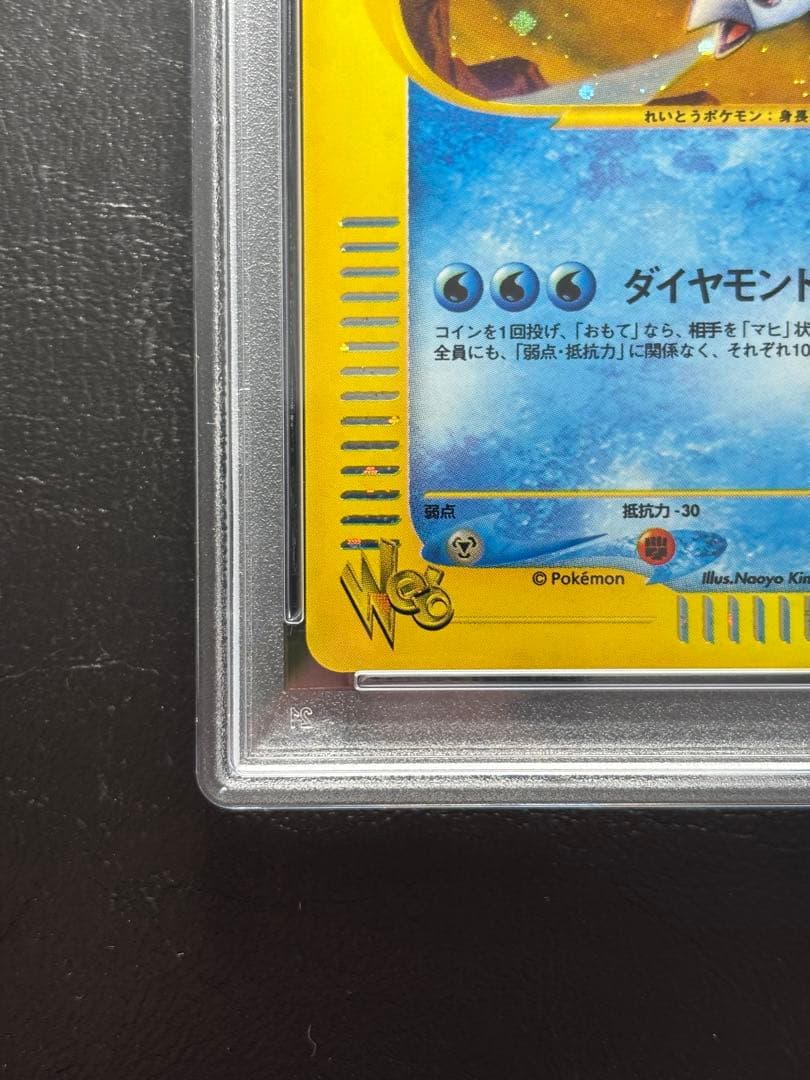 れいとうポケモン：身長
ダイヤモンド
コインを1回投げ、「おもて」なら、相手を「マヒ」状
全員にも、「弱点・抵抗力」に関係なく、それぞれ10
弱点 抵抗力 -30
© Pokémon Illus.Naoyo Kim
Web